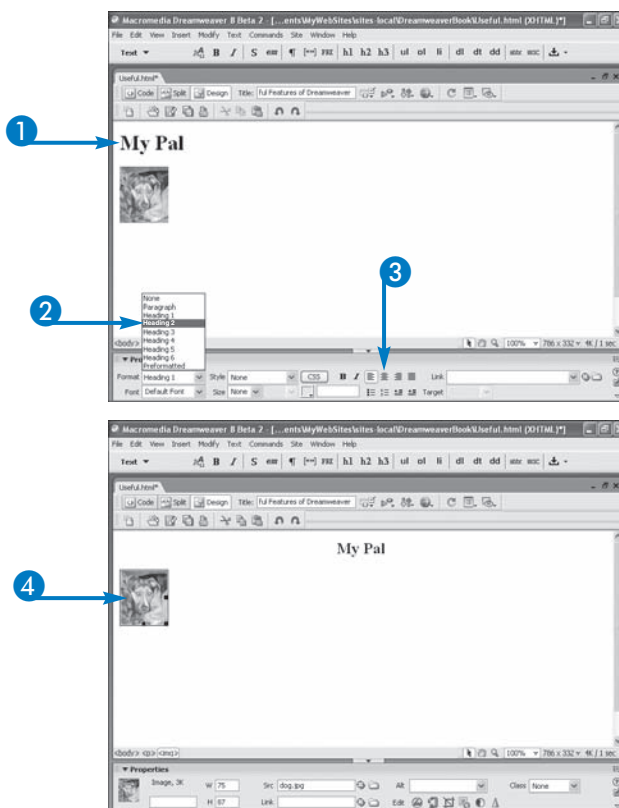 Macromedia Dreamweaver 8 Beta 2 - [...ents\MyWebSites\sites-local\DreamweaverBook\Useful.html (XHTML)*]
File Edit View Insert Modify Text Commands Site Window Help
Text B I S em ¶ [""] PRE h1 h2 h3 ul ol li dl dt dd
Useful.html*
Code Split Design Title: ful Features of Dreamweaver
1
My Pal
3
None
Paragraph
Heading 1
2
Heading 2
Heading 3
Heading 4
Heading 5
Heading 6
Preformatted
<body> 100% 786 x 332 4K / 1 sec
Format Heading 1 Style None CSS B I Link
Font Default Font Size None Target
Macromedia Dreamweaver 8 Beta 2 - [...ents\MyWebSites\sites-local\DreamweaverBook\Useful.html (XHTML)*]
File Edit View Insert Modify Text Commands Site Window Help
Text B I S em ¶ [""] PRE h1 h2 h3 ul ol li dl dt dd
Useful.html*
Code Split Design Title: ful Features of Dreamweaver
My Pal
4
<body> <p> <img> 100% 786 x 332 4K / 1 sec
Properties
Image, 3K W 75 Src dog.jpg Alt Class None
H 87 Link Edit